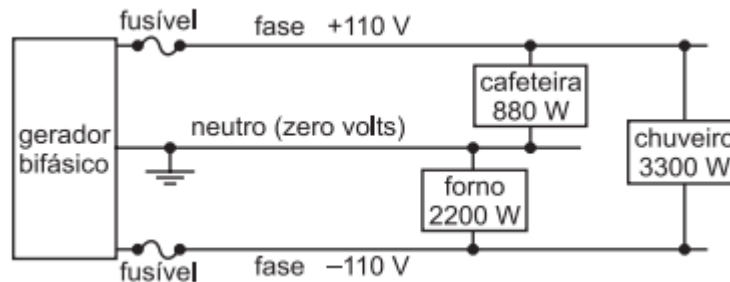 fusível
fase +110 V
cafeteira
880 W
gerador
bifásico
neutro (zero volts)
chuveiro
3300 W
forno
2200 W
fusível
fase –110 V